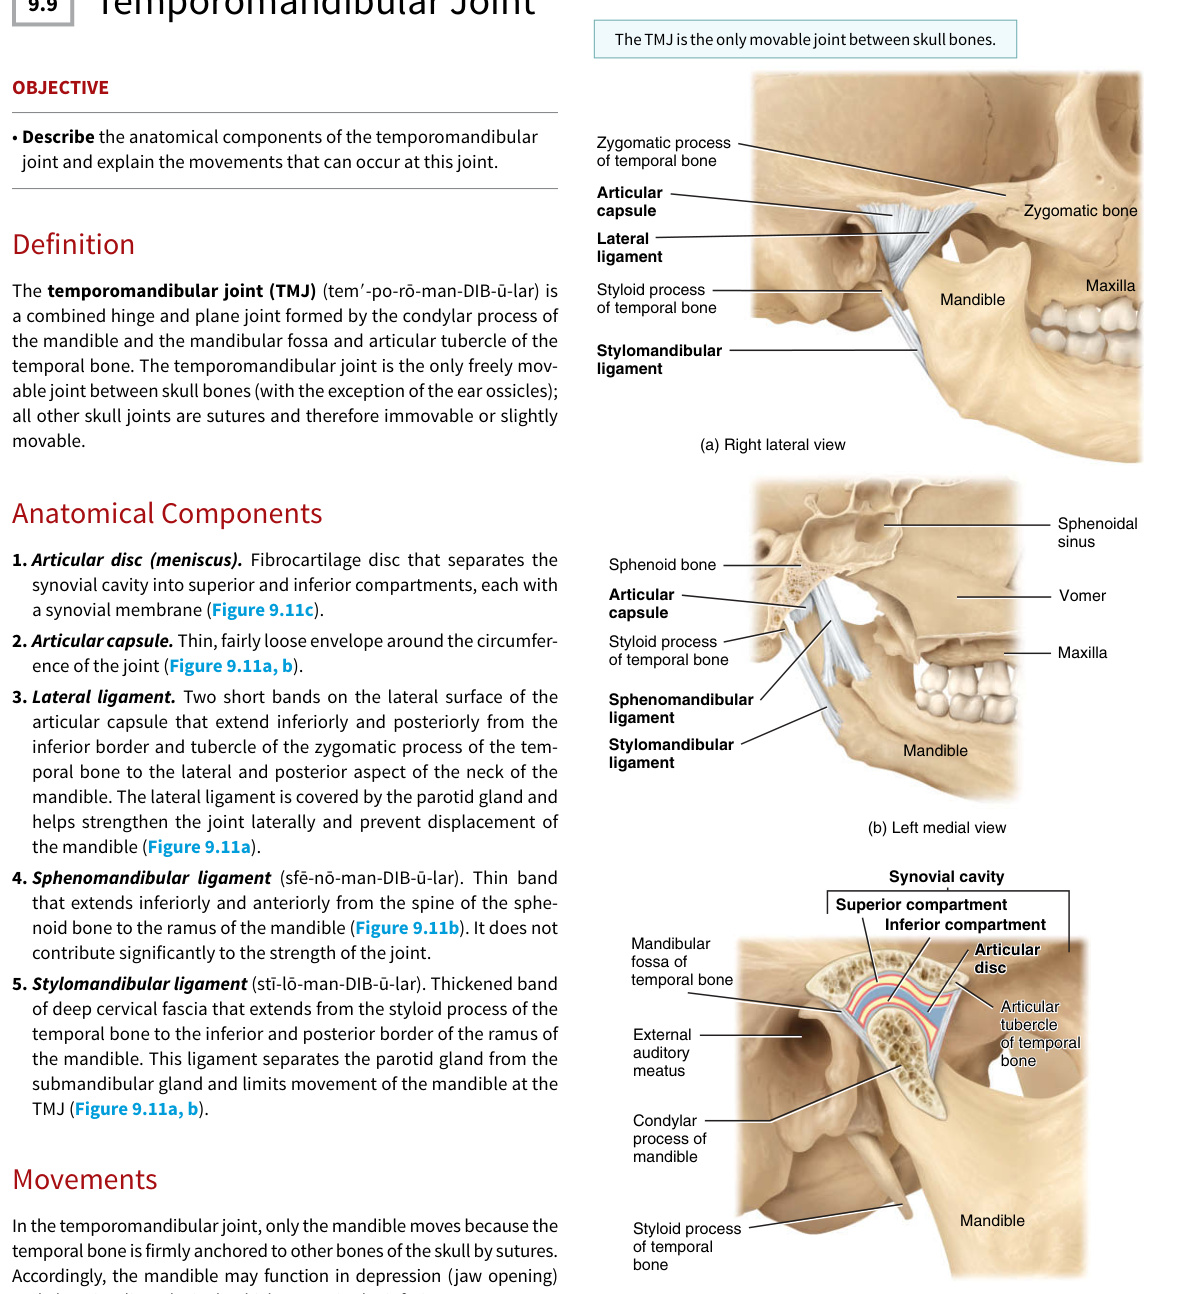 9.9 Temporomandibular Joint
OBJECTIVE
• Describe the anatomical components of the temporomandibular
joint and explain the movements that can occur at this joint.
Definition
The temporomandibular joint (TMJ) (tem′-po-rō-man-DIB-ū-lar) is
a combined hinge and plane joint formed by the condylar process of
the mandible and the mandibular fossa and articular tubercle of the
temporal bone. The temporomandibular joint is the only freely mov-
able joint between skull bones (with the exception of the ear ossicles);
all other skull joints are sutures and therefore immovable or slightly
movable.
Anatomical Components
1. Articular disc (meniscus). Fibrocartilage disc that separates the
synovial cavity into superior and inferior compartments, each with
a synovial membrane (Figure 9.11c).
2. Articular capsule. Thin, fairly loose envelope around the circumfer-
ence of the joint (Figure 9.11a, b).
3. Lateral ligament. Two short bands on the lateral surface of the
articular capsule that extend inferiorly and posteriorly from the
inferior border and tubercle of the zygomatic process of the tem-
poral bone to the lateral and posterior aspect of the neck of the
mandible. The lateral ligament is covered by the parotid gland and
helps strengthen the joint laterally and prevent displacement of
the mandible (Figure 9.11a).
4. Sphenomandibular ligament (sfē-nō-man-DIB-ū-lar). Thin band
that extends inferiorly and anteriorly from the spine of the sphe-
noid bone to the ramus of the mandible (Figure 9.11b). It does not
contribute significantly to the strength of the joint.
5. Stylomandibular ligament (stī-lō-man-DIB-ū-lar). Thickened band
of deep cervical fascia that extends from the styloid process of the
temporal bone to the inferior and posterior border of the ramus of
the mandible. This ligament separates the parotid gland from the
submandibular gland and limits movement of the mandible at the
TMJ (Figure 9.11a, b).
Movements
In the temporomandibular joint, only the mandible moves because the
temporal bone is firmly anchored to other bones of the skull by sutures.
Accordingly, the mandible may function in depression (jaw opening)
The TMJ is the only movable joint between skull bones.
Zygomatic process
of temporal bone
Articular
capsule
Lateral
ligament
Styloid process
of temporal bone
Stylomandibular
ligament
Zygomatic bone
Maxilla
Mandible
(a) Right lateral view
Sphenoidal
sinus
Sphenoid bone
Articular
capsule
Vomer
Styloid process
of temporal bone
Maxilla
Sphenomandibular
ligament
Stylomandibular
ligament
Mandible
(b) Left medial view
Synovial cavity
Superior compartment
Inferior compartment
Mandibular
fossa of
temporal bone
Articular
disc
Articular
tubercle
of temporal
bone
External
auditory
meatus
Condylar
process of
mandible
Styloid process
of temporal
bone
Mandible